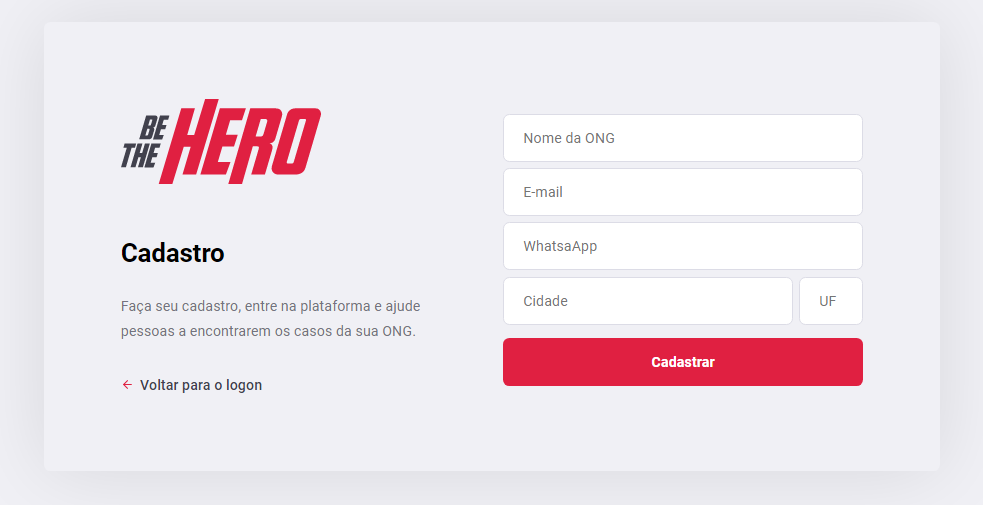 BE
THE HERO
Cadastro
Faça seu cadastro, entre na plataforma e ajude
pessoas a encontrarem os casos da sua ONG.
← Voltar para o logon
Nome da ONG
E-mail
WhatsaApp
Cidade
UF
Cadastrar